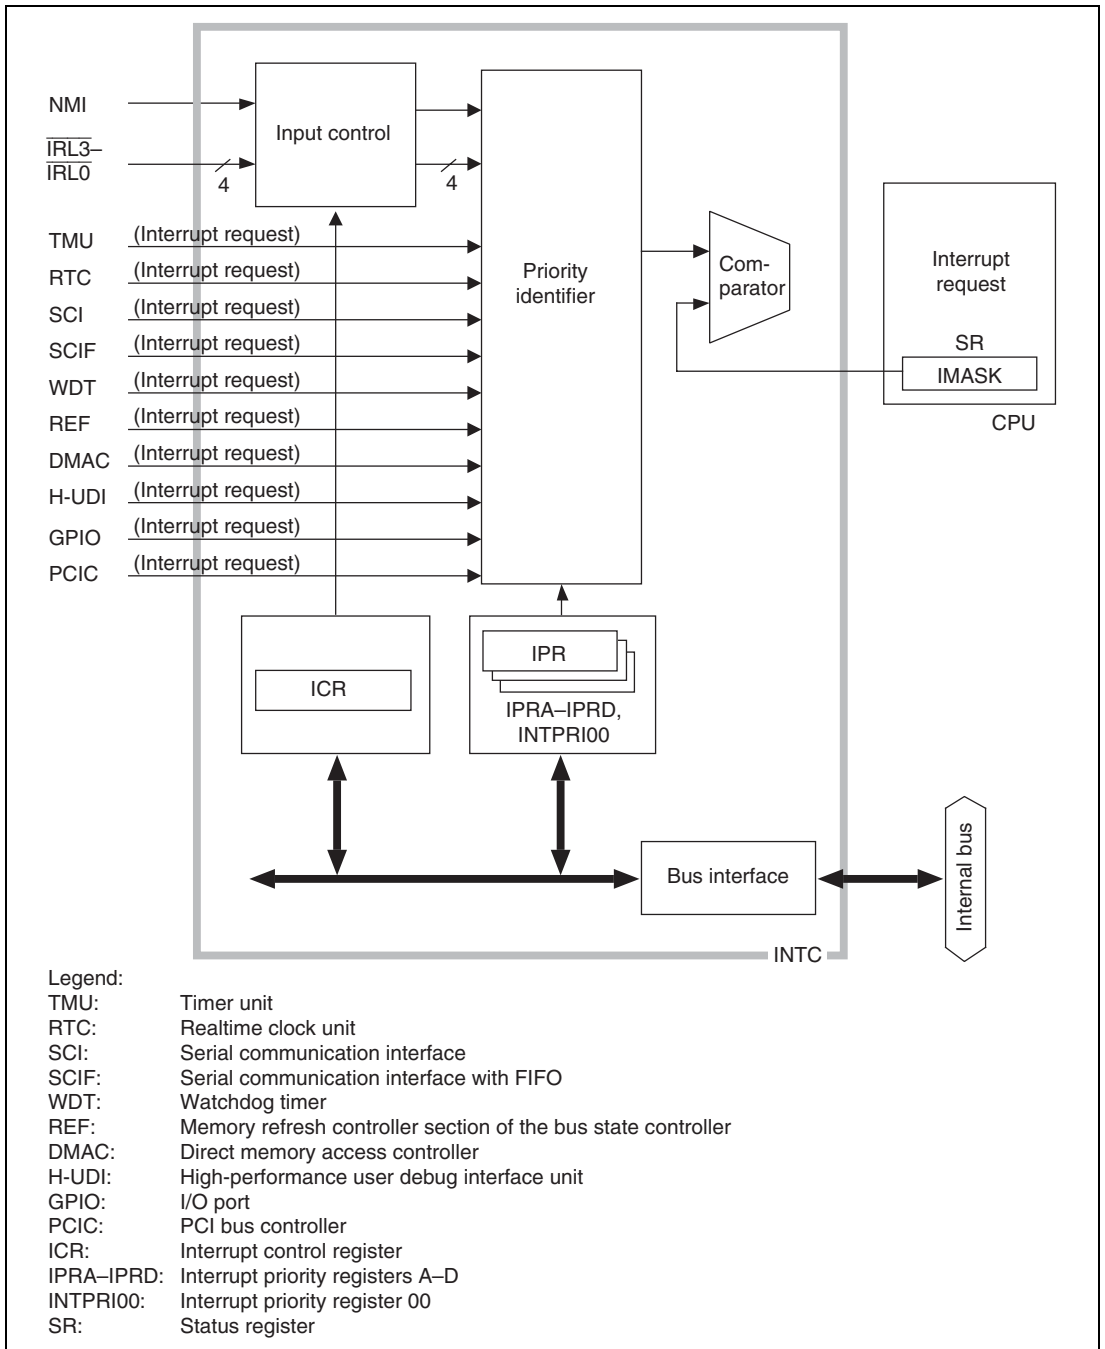 NMI
IRL3–
IRL0
4
Input control
4
TMU (Interrupt request)
RTC (Interrupt request)
SCI (Interrupt request)
SCIF (Interrupt request)
WDT (Interrupt request)
REF (Interrupt request)
DMAC (Interrupt request)
H-UDI (Interrupt request)
GPIO (Interrupt request)
PCIC (Interrupt request)
Priority
identifier
Com-
parator
Interrupt
request
SR
IMASK
CPU
ICR
IPR
IPRA–IPRD,
INTPRI00
Bus interface
Internal bus
INTC
Legend:
TMU: Timer unit
RTC: Realtime clock unit
SCI: Serial communication interface
SCIF: Serial communication interface with FIFO
WDT: Watchdog timer
REF: Memory refresh controller section of the bus state controller
DMAC: Direct memory access controller
H-UDI: High-performance user debug interface unit
GPIO: I/O port
PCIC: PCI bus controller
ICR: Interrupt control register
IPRA–IPRD: Interrupt priority registers A–D
INTPRI00: Interrupt priority register 00
SR: Status register